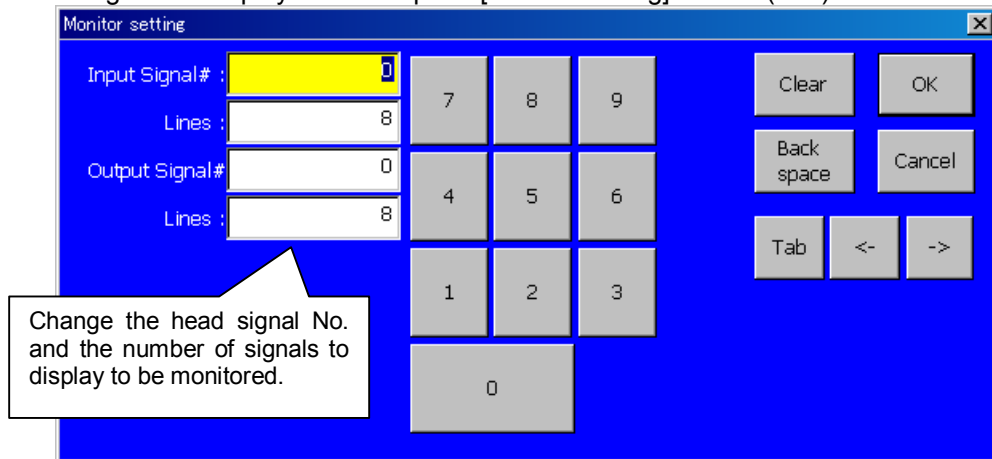 Monitor setting
Input Signal# : 0
Lines : 8
Output Signal# 0
Lines : 8
7 8 9
4 5 6
1 2 3
0
Clear OK
Back space Cancel
Tab <- ->
Change the head signal No.
and the number of signals to
display to be monitored.